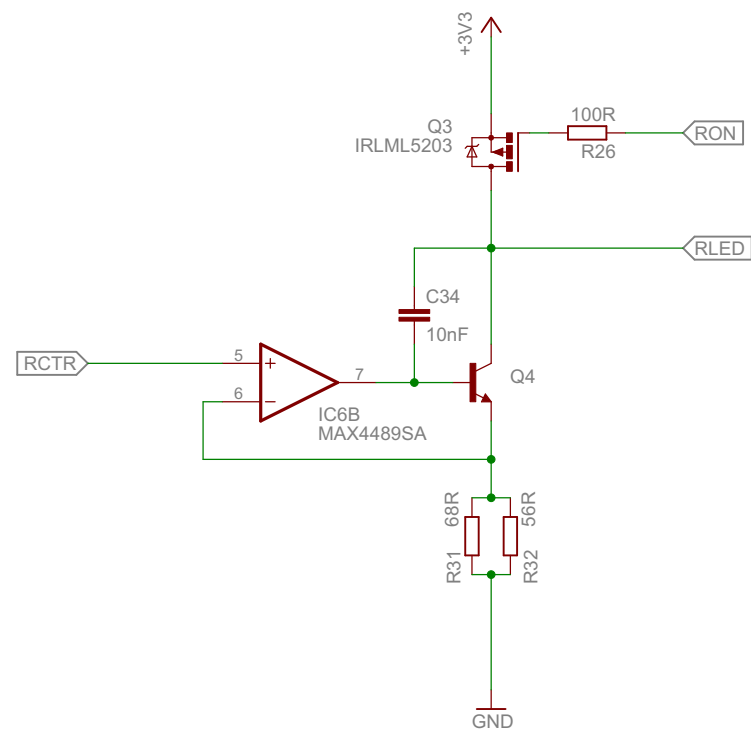 +3V3
Q3
IRLML5203
100R
R26
RON
RLED
C34
10nF
RCTR
5
6
7
IC6B
MAX4489SA
Q4
68R
R31
56R
R32
GND